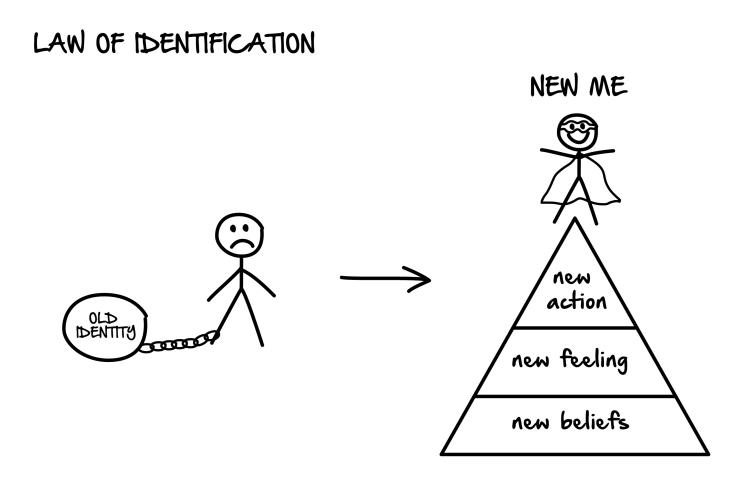 LAW OF IDENTIFICATION
NEW ME
OLD
IDENTITY
new
action
new feeling
new beliefs